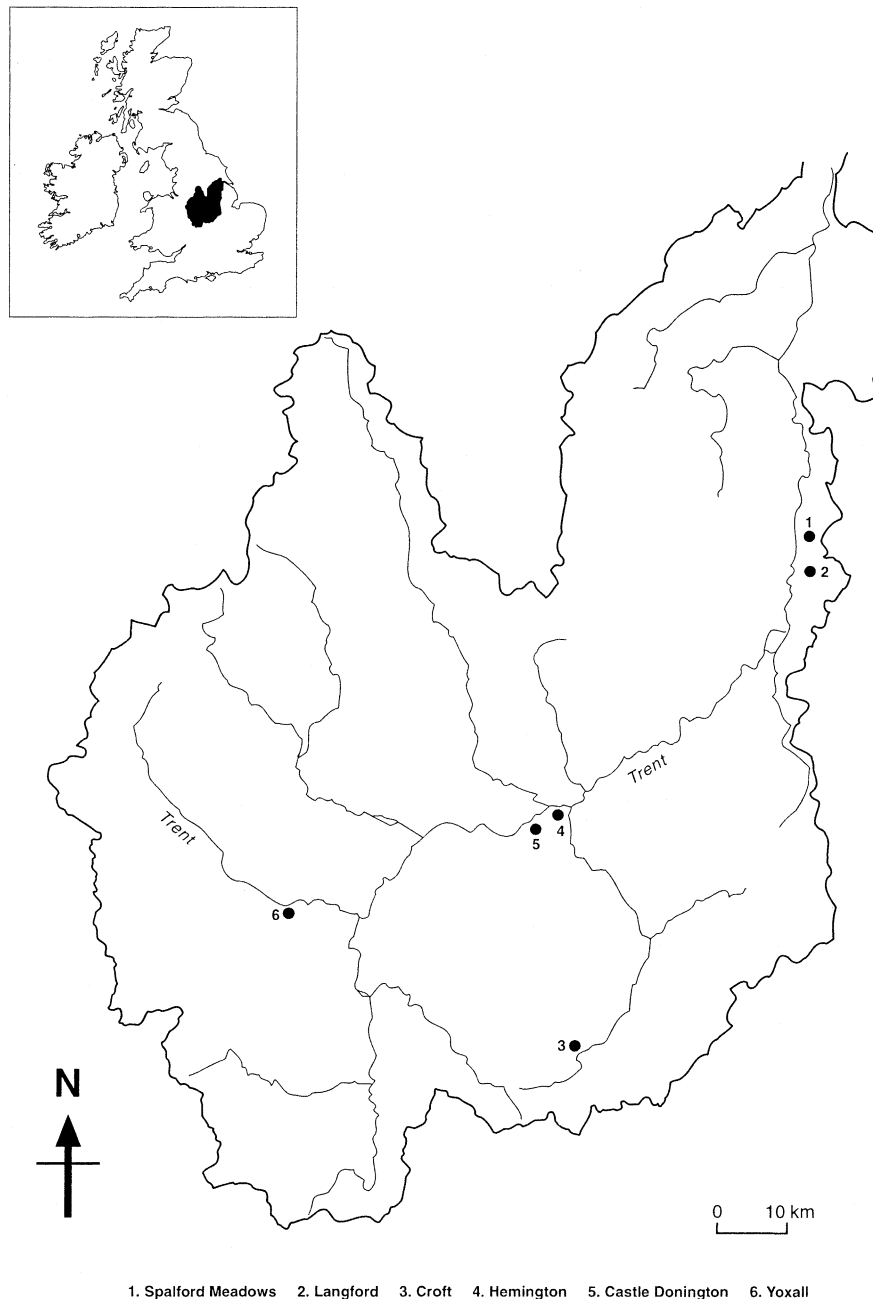 1
2
Trent
4
5
Trent
6
3
N
0 10 km
1. Spalford Meadows 2. Langford 3. Croft 4. Hemington 5. Castle Donington 6. Yoxall